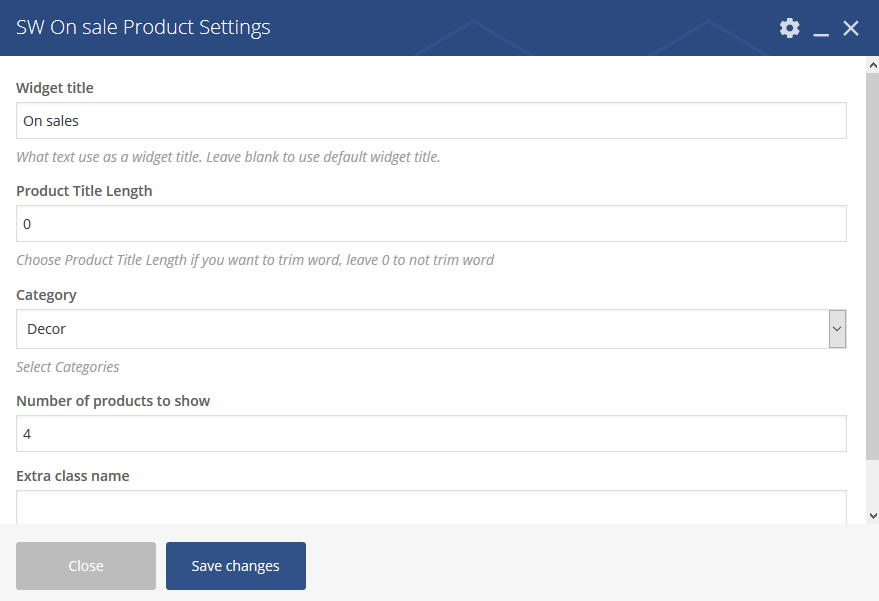 SW On sale Product Settings
Widget title
On sales
What text use as a widget title. Leave blank to use default widget title.
Product Title Length
0
Choose Product Title Length if you want to trim word, leave 0 to not trim word
Category
Decor
Select Categories
Number of products to show
4
Extra class name
Close
Save changes